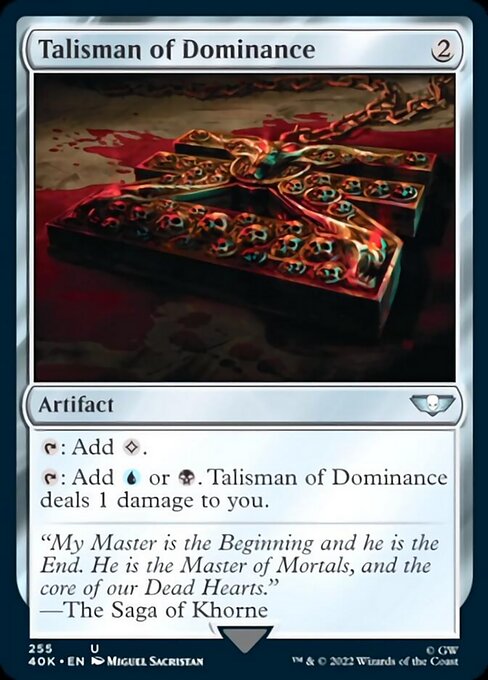 Talisman of Dominance 2
Artifact
: Add .
: Add or . Talisman of Dominance
deals 1 damage to you.
“My Master is the Beginning and he is the
End. He is the Master of Mortals, and the
core of our Dead Hearts.”
—The Saga of Khorne
255 U
40K • EN Miguel Sacristan
© GW
™ & © 2022 Wizards of the Coast